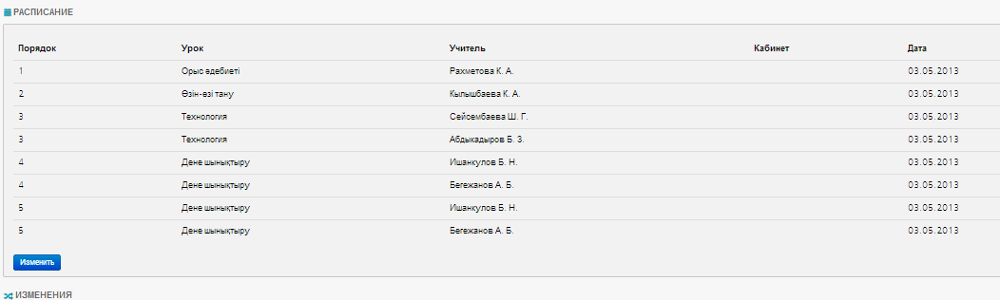 РАСПИСАНИЕ
Порядок Урок Учитель Кабинет Дата
1 Орыс әдебиеті Рахметова К. А. 03.05.2013
2 Өзін-өзі тану Кылышбаева К. А. 03.05.2013
3 Технология Сейсембаева Ш. Г. 03.05.2013
3 Технология Абдыкадыров Б. З. 03.05.2013
4 Дене шынықтыру Ишанкулов Б. Н. 03.05.2013
4 Дене шынықтыру Бегежанов А. Б. 03.05.2013
5 Дене шынықтыру Ишанкулов Б. Н. 03.05.2013
5 Дене шынықтыру Бегежанов А. Б. 03.05.2013
Изменить
ИЗМЕНЕНИЯ